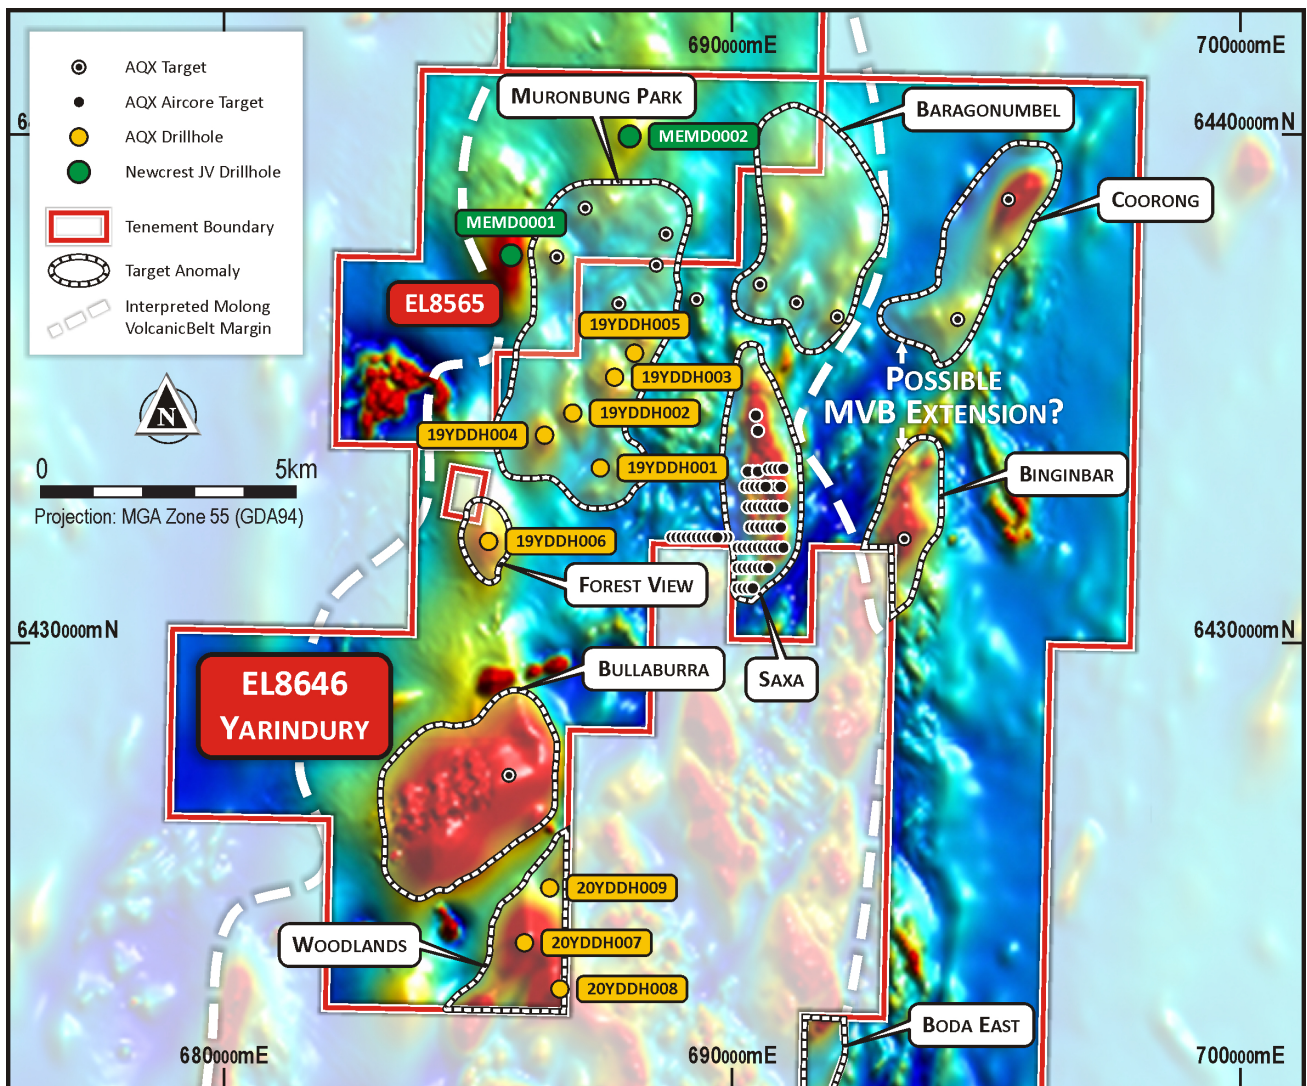 AQX Target
AQX Aircore Target
AQX Drillhole
Newcrest JV Drillhole
Tenement Boundary
Target Anomaly
Interpreted Molong
VolcanicBelt Margin
N
0 5km
Projection: MGA Zone 55 (GDA94)
690000mE
700000mE
6440000mN
MURONBUNG PARK
BARAGONUMBEL
MEMD0002
COORONG
MEMD0001
EL8565
19YDDH005
19YDDH003
POSSIBLE
MVB EXTENSION?
19YDDH002
19YDDH004
19YDDH001
BINGINBAR
19YDDH006
FOREST VIEW
6430000mN
6430000mN
BULLABURRA
SAXA
EL8646
YARINDURY
20YDDH009
WOODLANDS
20YDDH007
20YDDH008
BODA EAST
680000mE
690000mE
700000mE